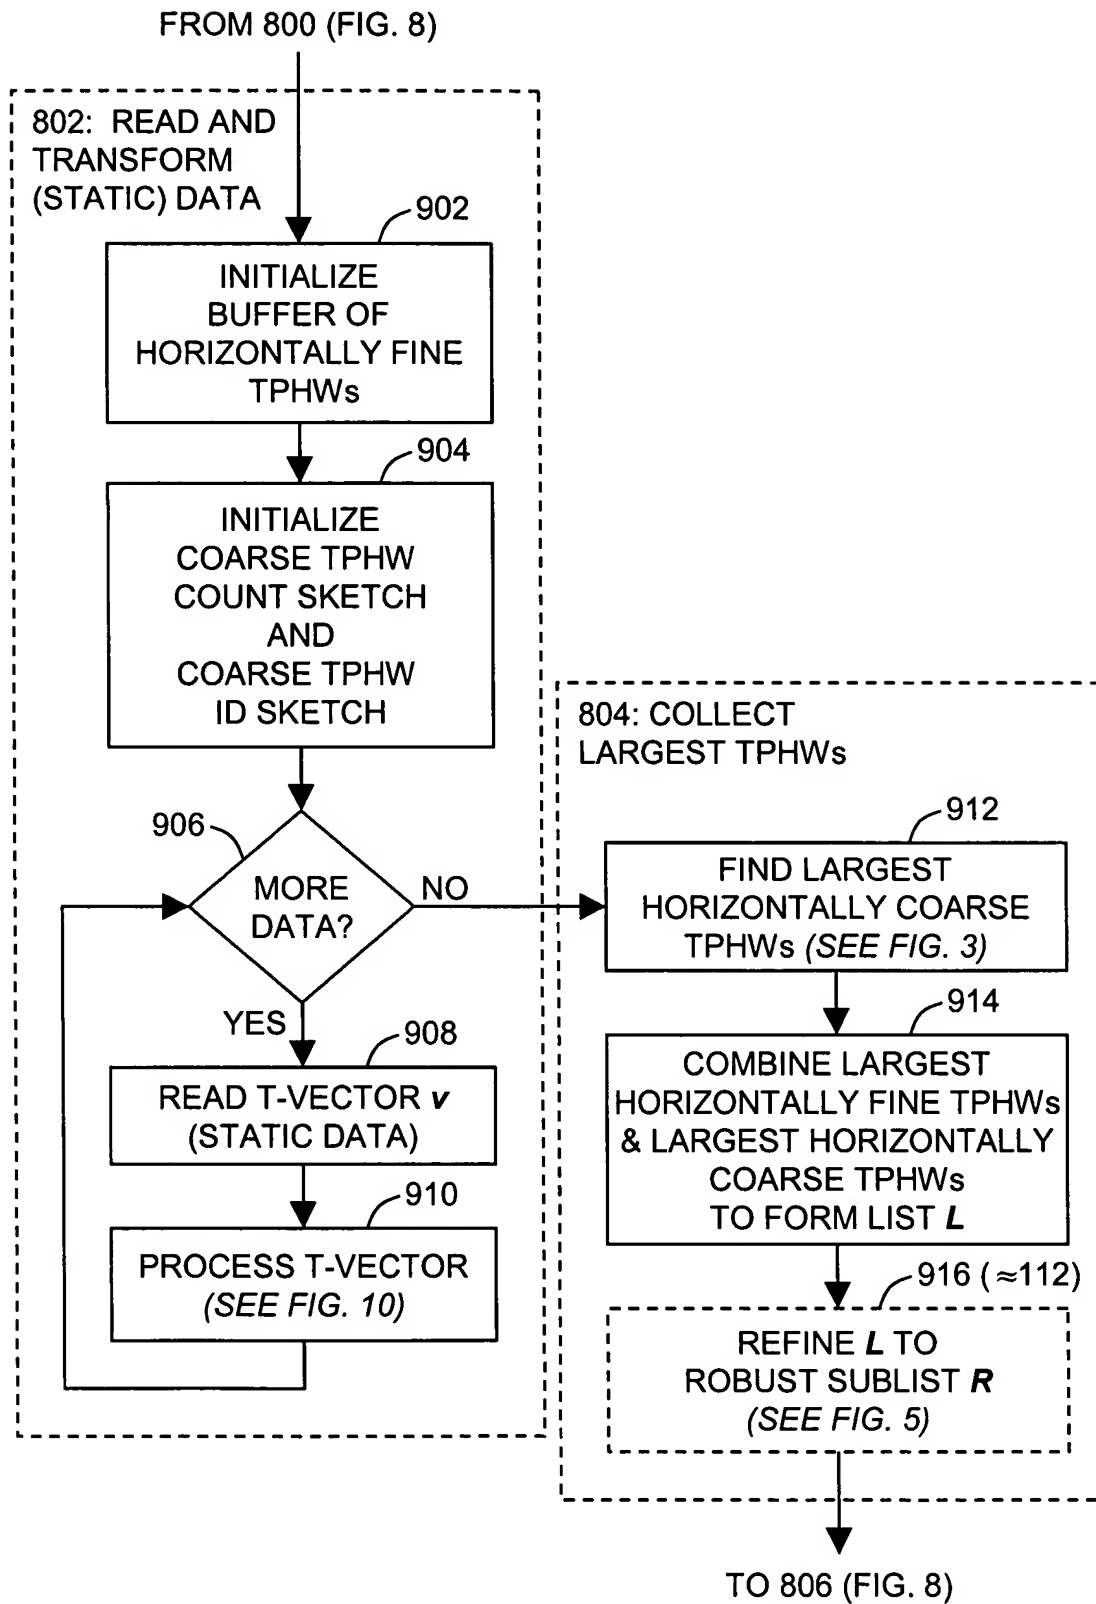 FROM 800 (FIG. 8)
802: READ AND
TRANSFORM
(STATIC) DATA
902
INITIALIZE
BUFFER OF
HORIZONTALLY FINE
TPHWs
904
INITIALIZE
COARSE TPHW
COUNT SKETCH
AND
COARSE TPHW
ID SKETCH
906
MORE
DATA?
NO
YES
908
READ T-VECTOR v
(STATIC DATA)
910
PROCESS T-VECTOR
(SEE FIG. 10)
804: COLLECT
LARGEST TPHWs
912
FIND LARGEST
HORIZONTALLY COARSE
TPHWs (SEE FIG. 3)
914
COMBINE LARGEST
HORIZONTALLY FINE TPHWs
& LARGEST HORIZONTALLY
COARSE TPHWs
TO FORM LIST L
916 (≈112)
REFINE L TO
ROBUST SUBLIST R
(SEE FIG. 5)
TO 806 (FIG. 8)